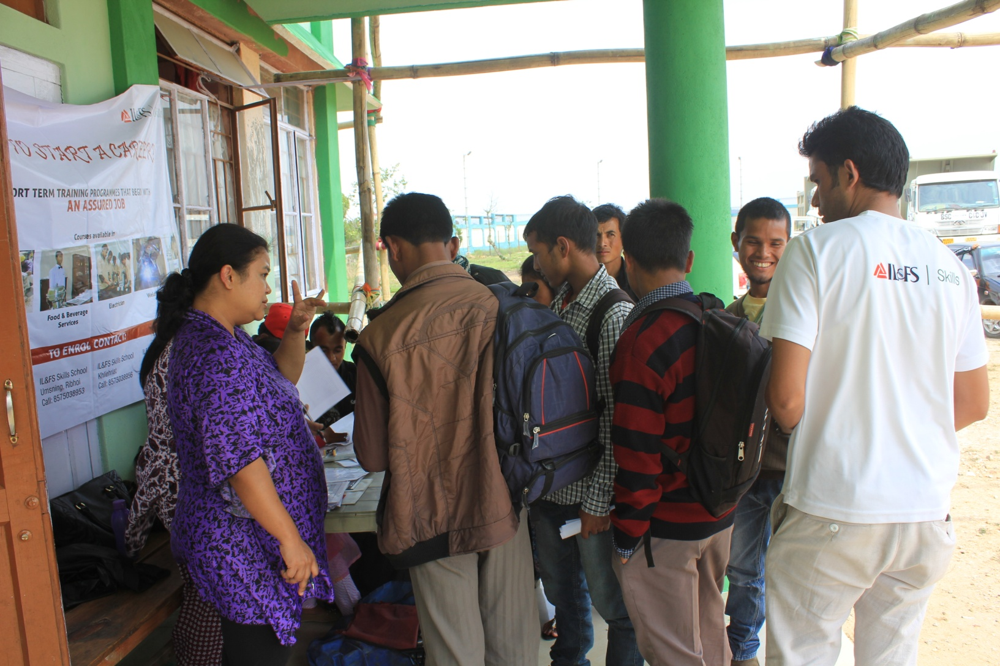 IL&FS
TO START A CAREER?
ORT TERM TRAINING PROGRAMMES THAT BEGIN WITH
AN ASSURED JOB
Courses available in
Food & Beverage
Services
Electrician
Wel
TO ENROL CONTACT:
IL&FS Skills School
Umsning, Ribhoi
Call: 8575038953
IL&FS Skills School
Khliehriat
Call: 8575038956
IL&FS | Skills
BSC C&C JV